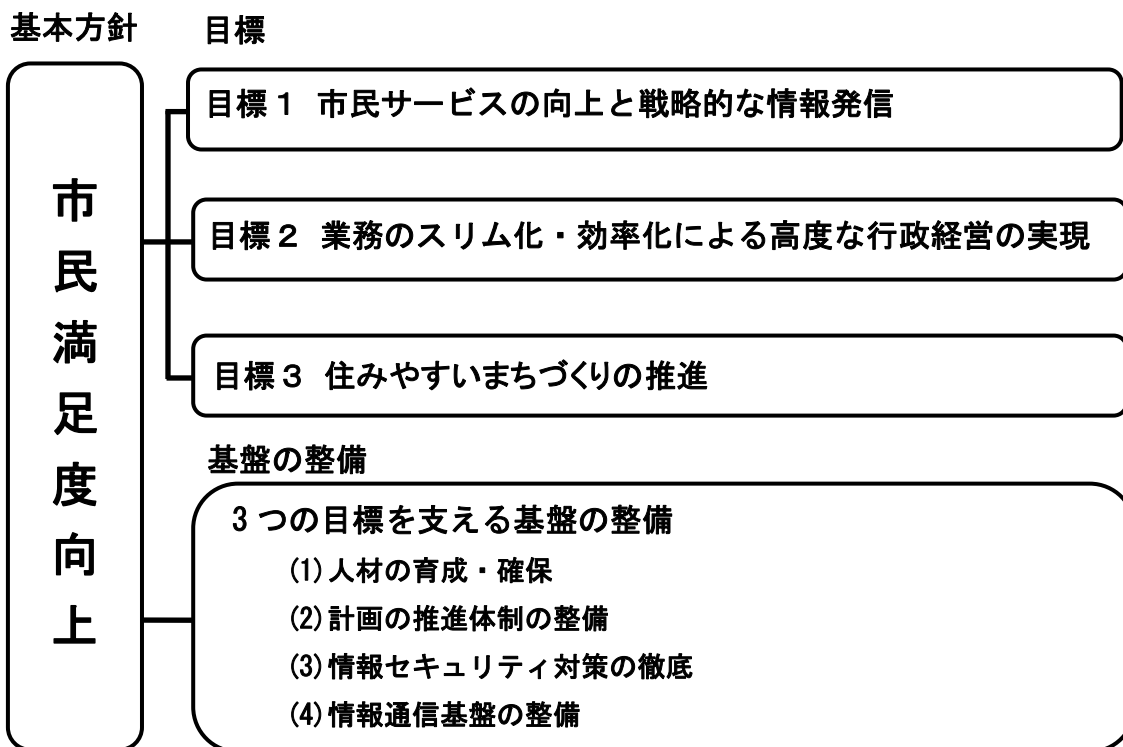 基本方針
目標
市民満足度向上
目標1 市民サービスの向上と戦略的な情報発信
目標2 業務のスリム化・効率化による高度な行政経営の実現
目標3 住みやすいまちづくりの推進
基盤の整備
3つの目標を支える基盤の整備
(1)人材の育成・確保
(2)計画の推進体制の整備
(3)情報セキュリティ対策の徹底
(4)情報通信基盤の整備